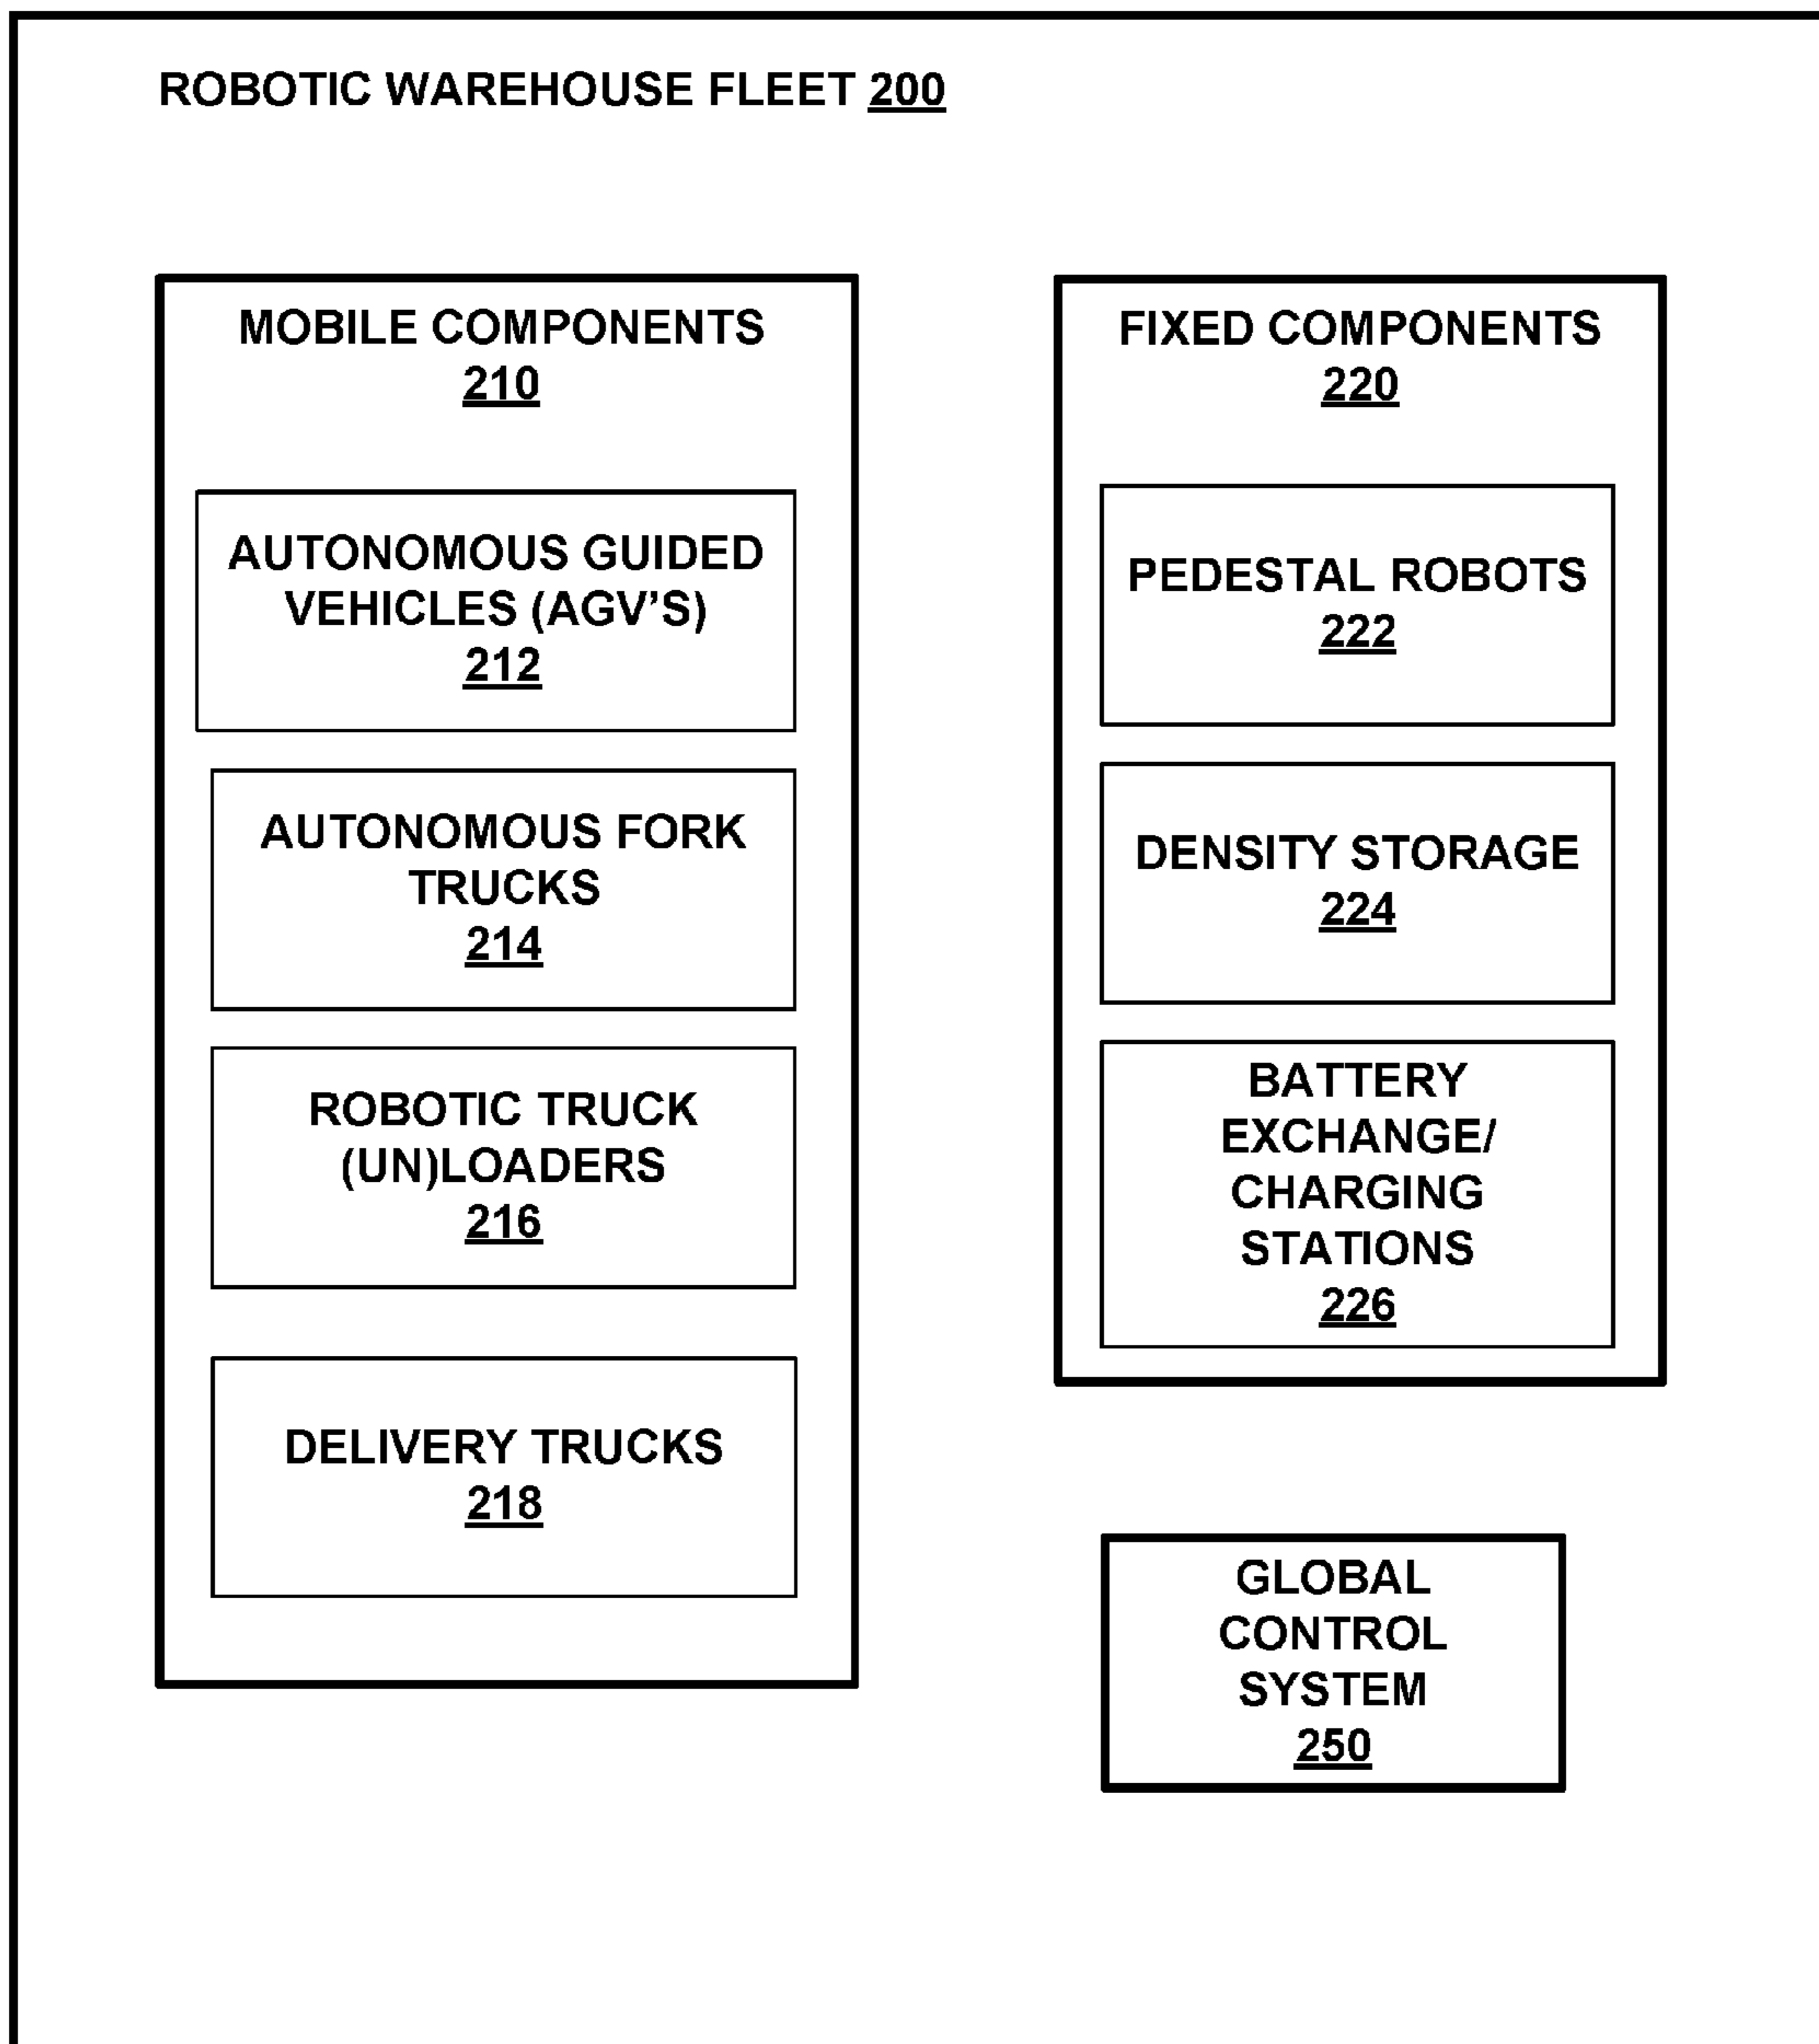 ROBOTIC WAREHOUSE FLEET 200
MOBILE COMPONENTS
210
AUTONOMOUS GUIDED
VEHICLES (AGV'S)
212
AUTONOMOUS FORK
TRUCKS
214
ROBOTIC TRUCK
(UN)LOADERS
216
DELIVERY TRUCKS
218
FIXED COMPONENTS
220
PEDESTAL ROBOTS
222
DENSITY STORAGE
224
BATTERY
EXCHANGE/
CHARGING
STATIONS
226
GLOBAL
CONTROL
SYSTEM
250